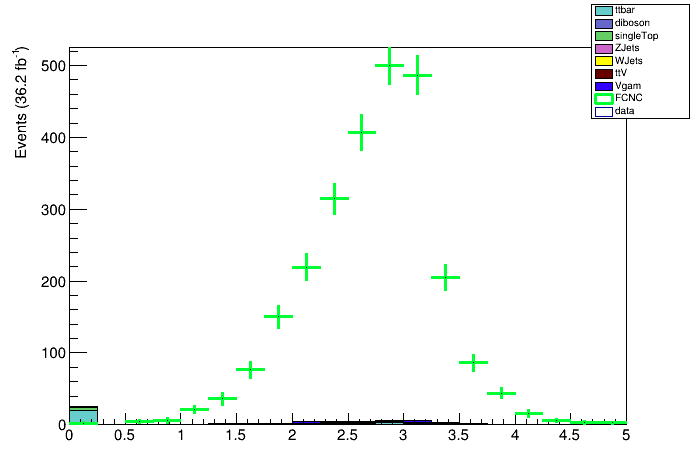 ttbar
diboson
singleTop
ZJets
WJets
ttV
Vgam
FCNC
data
Events (36.2 fb⁻¹)
500
400
300
200
100
0
0 0.5 1 1.5 2 2.5 3 3.5 4 4.5 5